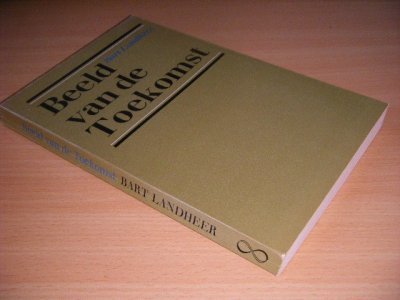 Bart Landheer
Beeld
van de
Toekomst
Beeld van de Toekomst BART LANDHEER